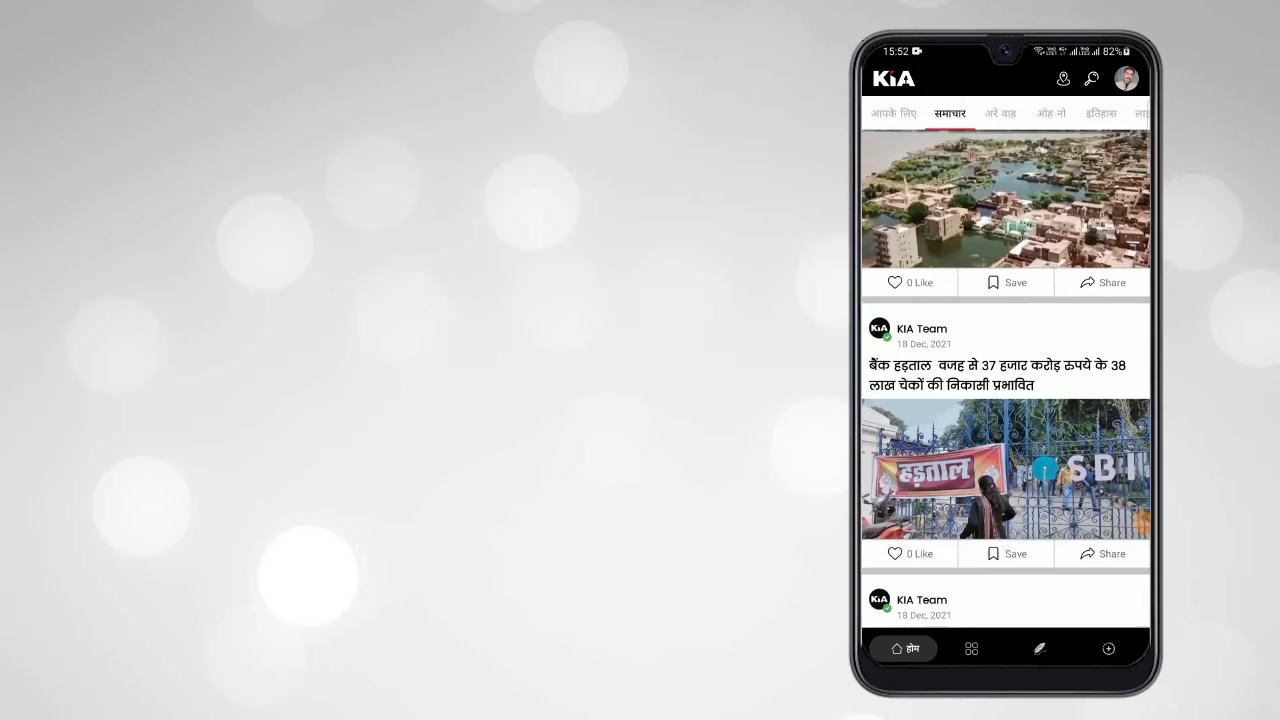 15:52 82%
KiA
आपके लिए समाचार अरे वाह ओह नो इतिहास
0 Like Save Share
KiA KIA Team
18 Dec, 2021
बैंक हड़ताल वजह से 37 हजार करोड़ रुपये के 38
लाख चेकों की निकासी प्रभावित
हड़ताल SBI
0 Like Save Share
KiA KIA Team
18 Dec, 2021
होम